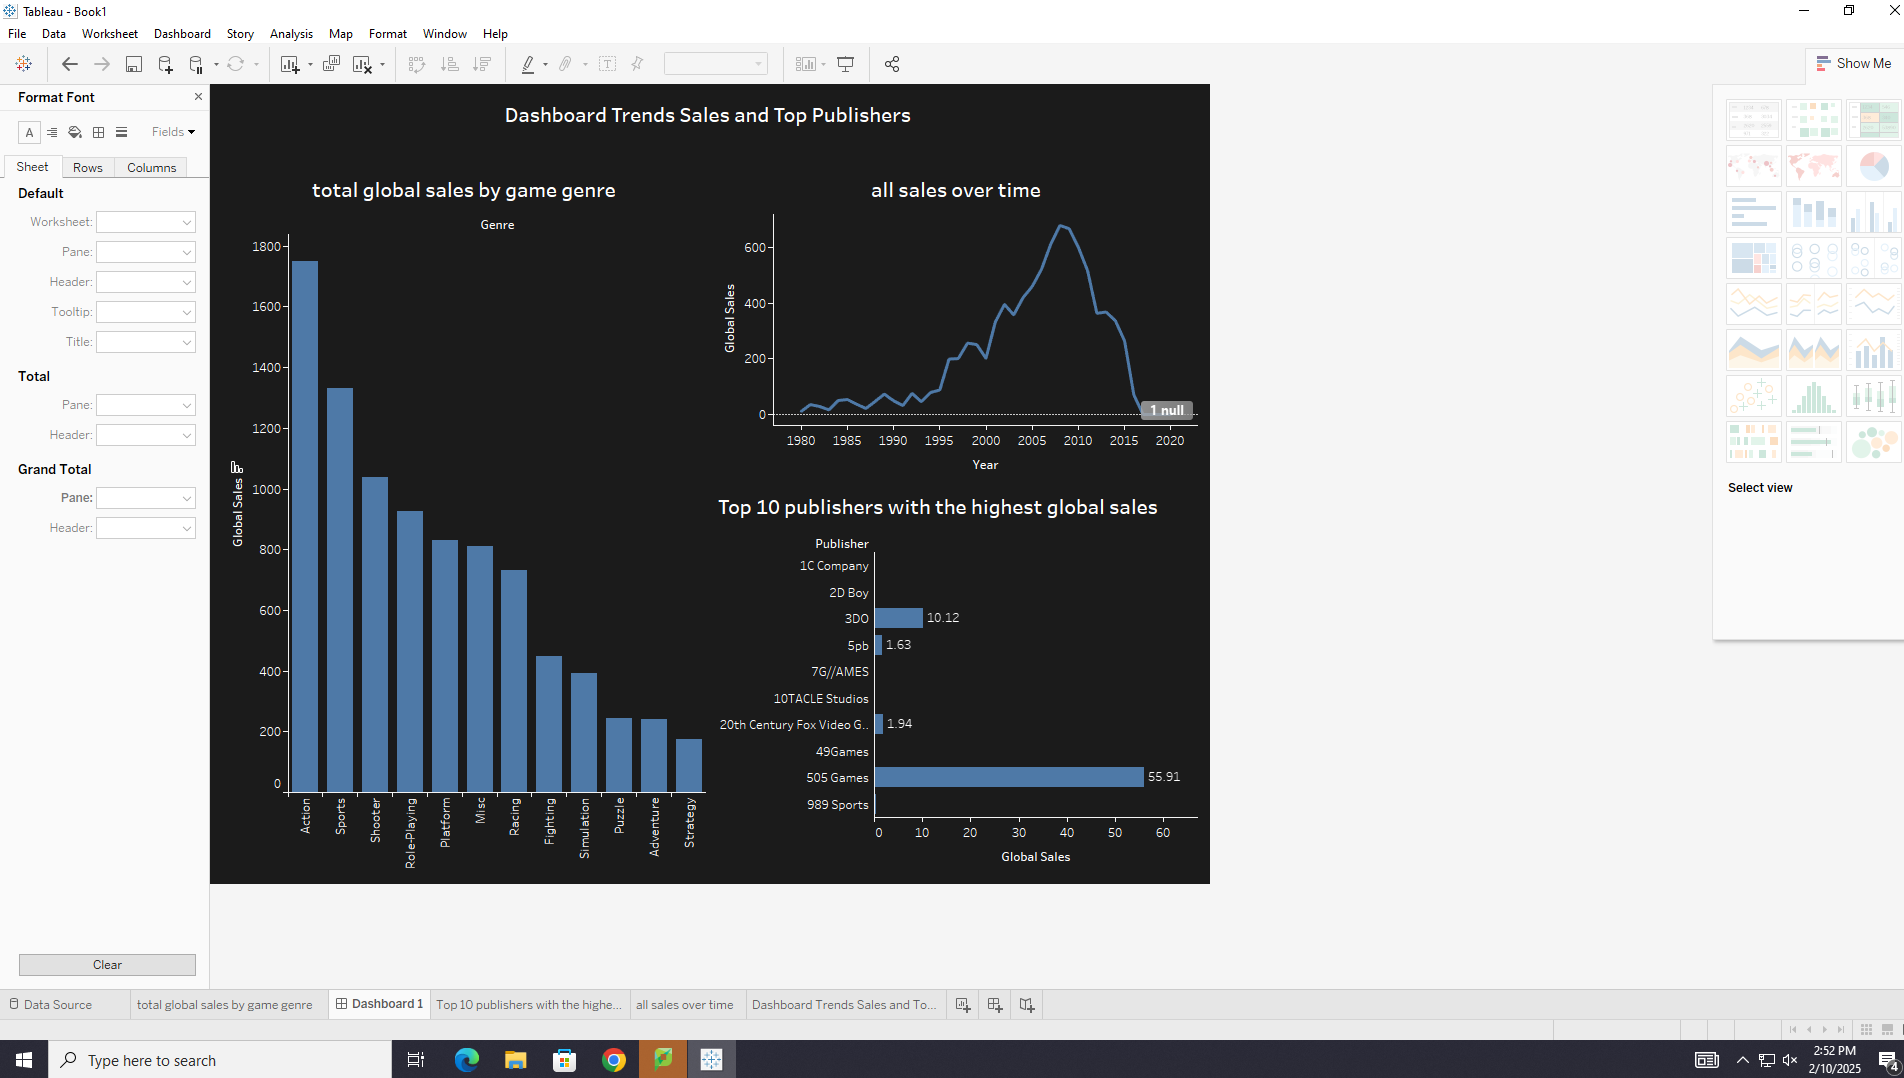 Tableau - Book1
File Data Worksheet Dashboard Story Analysis Map Format Window Help
Show Me
Format Font
Fields
Sheet Rows Columns
Default
Worksheet:
Pane:
Header:
Tooltip:
Title:
Total
Pane:
Header:
Grand Total
Pane:
Header:
Clear
Dashboard Trends Sales and Top Publishers
total global sales by game genre
Genre
1800
1600
1400
1200
1000
800
600
400
200
0
Global Sales
Action Sports Shooter Role-Playing Platform Misc Racing Fighting Simulation Puzzle Adventure Strategy
all sales over time
600
400
200
0
Global Sales
1 null
1980 1985 1990 1995 2000 2005 2010 2015 2020
Year
Top 10 publishers with the highest global sales
Publisher
1C Company
2D Boy
3DO 10.12
5pb 1.63
7G//AMES
10TACLE Studios
20th Century Fox Video G.. 1.94
49Games
505 Games 55.91
989 Sports
0 10 20 30 40 50 60
Global Sales
Select view
Data Source total global sales by game genre Dashboard 1 Top 10 publishers with the highe... all sales over time Dashboard Trends Sales and To...
Type here to search
2:52 PM
2/10/2025
4